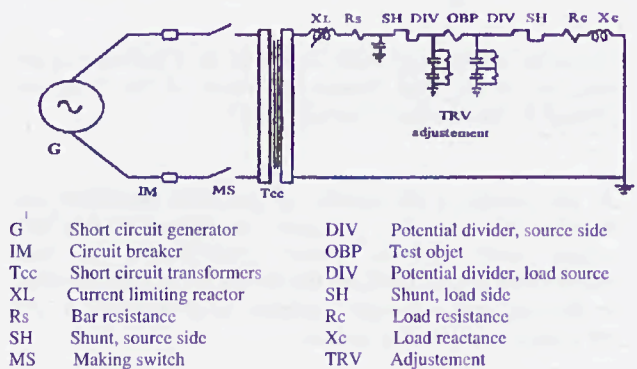 XL Rs SH DIV OBP DIV SH Rc Xc
TRV
adjustement
G
IM MS Tcc
G Short circuit generator
IM Circuit breaker
Tcc Short circuit transformers
XL Current limiting reactor
Rs Bar resistance
SH Shunt, source side
MS Making switch
DIV Potential divider, source side
OBP Test objet
DIV Potential divider, load source
SH Shunt, load side
Rc Load resistance
Xc Load reactance
TRV Adjustement